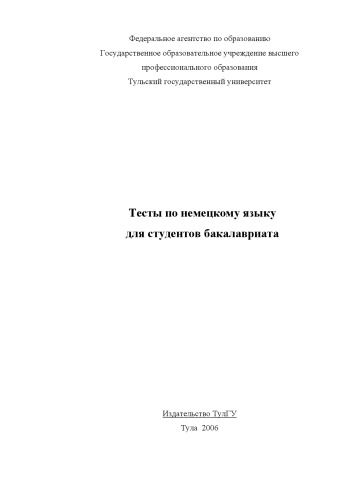 Федеральное агентство по образованию
Государственное образовательное учреждение высшего
профессионального образования
Тульский государственный университет
Тесты по немецкому языку
для студентов бакалавриата
Издательство ТулГУ
Тула 2006